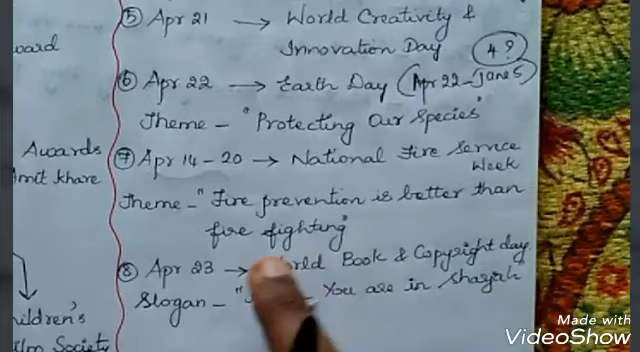 ⑤ Apr 21 → World Creativity &
Innovation Day
4?
⑥ Apr 22 → Earth Day (Apr 22 - June 5)
Theme - "Protecting Our Species"
⑦ Apr 14 - 20 → National Fire Service
Week
Theme - "Fire prevention is better than
fire fighting"
⑧ Apr 23 → World Book & Copyright day
Slogan - " You are in Sharjah
oard
Awards
Amit Khare
ildren's
ilm Society
Made with
VideoShow